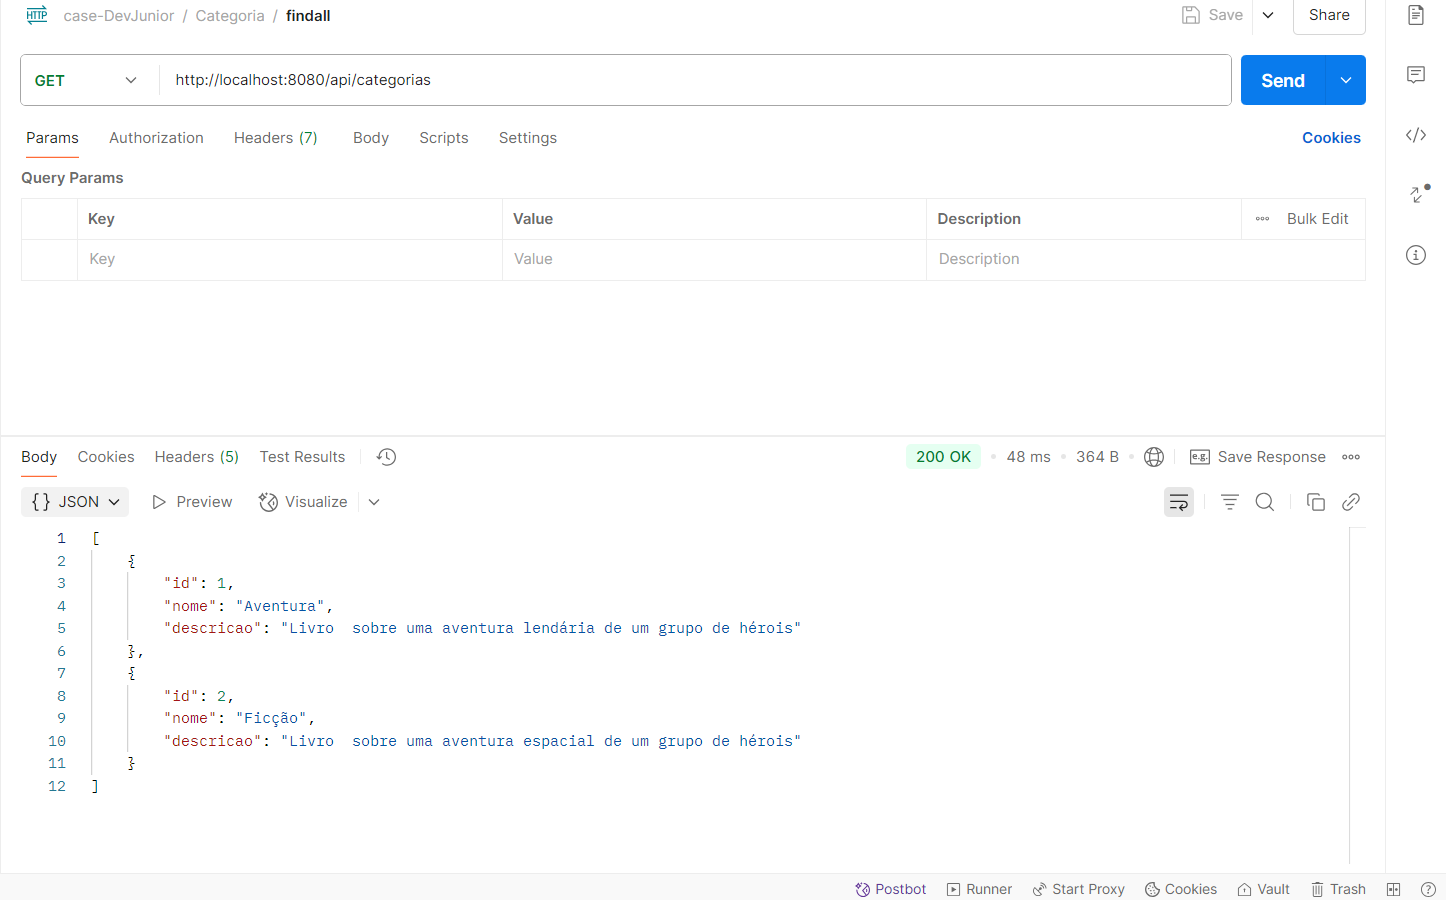 HTTP case-DevJunior / Categoria / findall Save Share
GET http://localhost:8080/api/categorias Send
Params Authorization Headers (7) Body Scripts Settings Cookies
Query Params
Key Value Description Bulk Edit
Key Value Description
Body Cookies Headers (5) Test Results 200 OK 48 ms 364 B e.g. Save Response
{} JSON Preview Visualize
1 [
2 {
3 "id": 1,
4 "nome": "Aventura",
5 "descricao": "Livro  sobre uma aventura lendária de um grupo de hérois"
6 },
7 {
8 "id": 2,
9 "nome": "Ficção",
10 "descricao": "Livro  sobre uma aventura espacial de um grupo de hérois"
11 }
12 ]
Postbot Runner Start Proxy Cookies Vault Trash